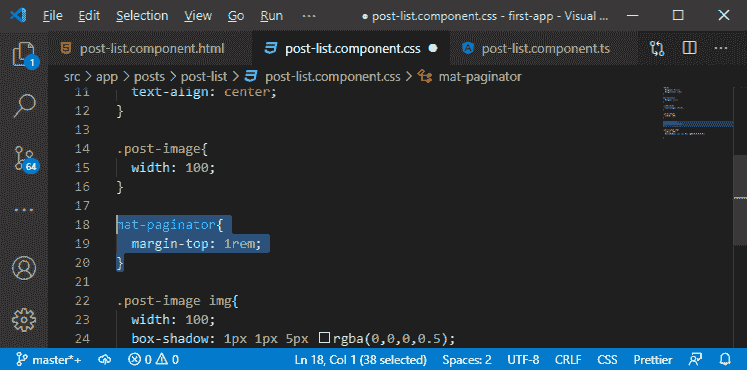 File Edit Selection View Go Run ... post-list.component.css - first-app - Visual ...
post-list.component.html post-list.component.css post-list.component.ts ...
src > app > posts > post-list > post-list.component.css > mat-paginator
11 text-align: center;
12 }
13
14 .post-image{
15 width: 100;
16 }
17
18 mat-paginator{
19 margin-top: 1rem;
20 }
21
22 .post-image img{
23 width: 100;
24 box-shadow: 1px 1px 5px rgba(0,0,0,0.5);
1
64
master*+ 0 0 Ln 18, Col 1 (38 selected) Spaces: 2 UTF-8 CRLF CSS Prettier